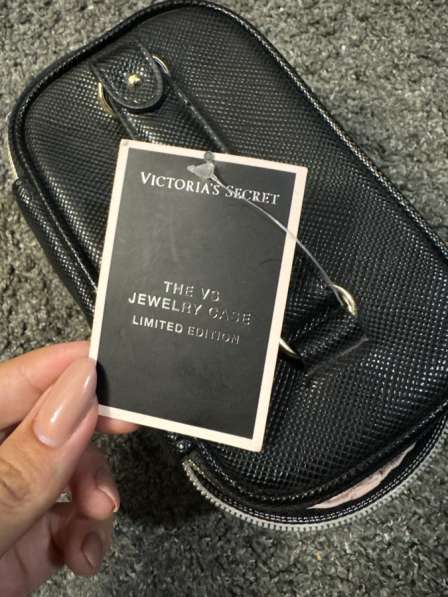 VICTORIA'S SECRET
THE VS
JEWELRY CASE
LIMITED EDITION